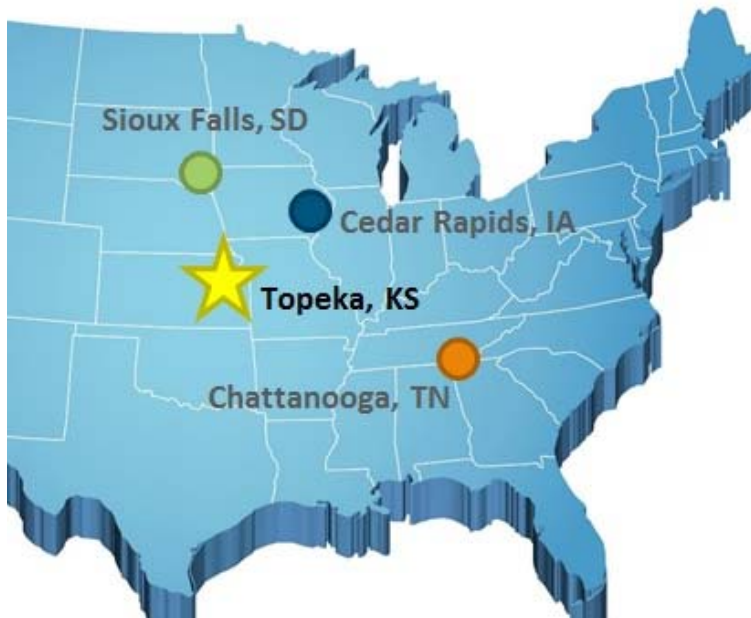 Sioux Falls, SD
Cedar Rapids, IA
Topeka, KS
Chattanooga, TN